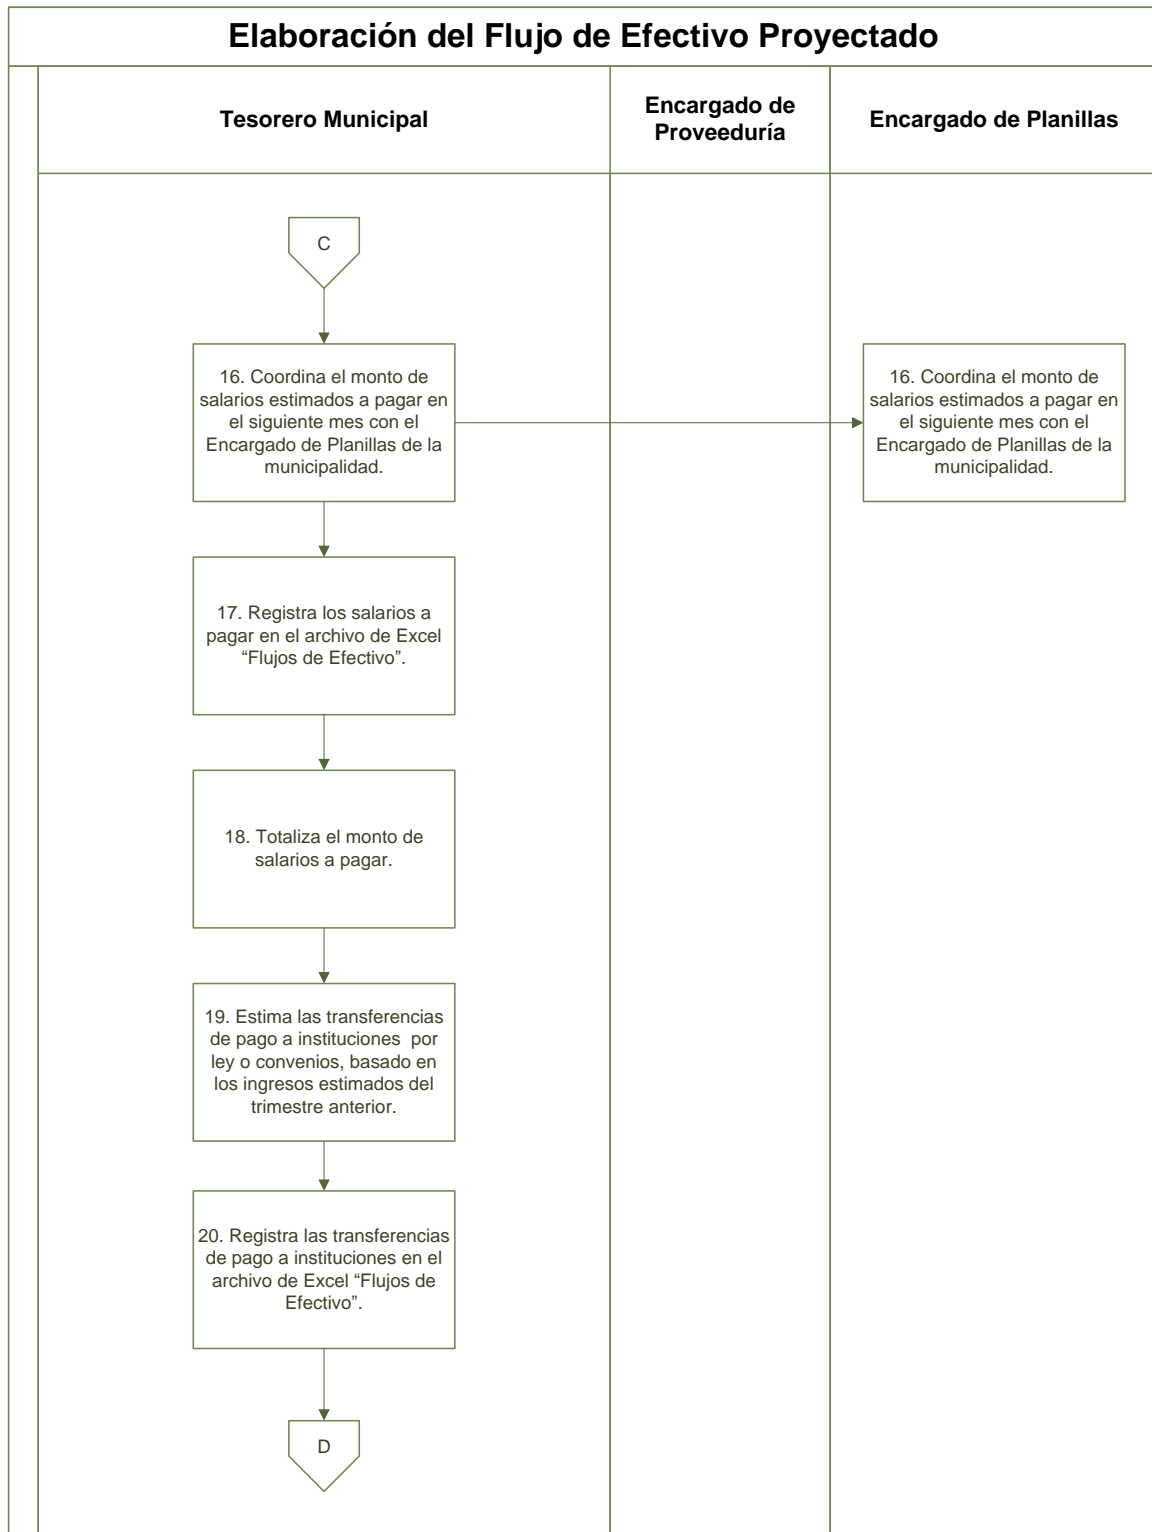 Elaboración del Flujo de Efectivo Proyectado
Tesorero Municipal
Encargado de
Proveeduría
Encargado de Planillas
C
16. Coordina el monto de
salarios estimados a pagar en
el siguiente mes con el
Encargado de Planillas de la
municipalidad.
16. Coordina el monto de
salarios estimados a pagar en
el siguiente mes con el
Encargado de Planillas de la
municipalidad.
17. Registra los salarios a
pagar en el archivo de Excel
“Flujos de Efectivo”.
18. Totaliza el monto de
salarios a pagar.
19. Estima las transferencias
de pago a instituciones  por
ley o convenios, basado en
los ingresos estimados del
trimestre anterior.
20. Registra las transferencias
de pago a instituciones en el
archivo de Excel “Flujos de
Efectivo”.
D